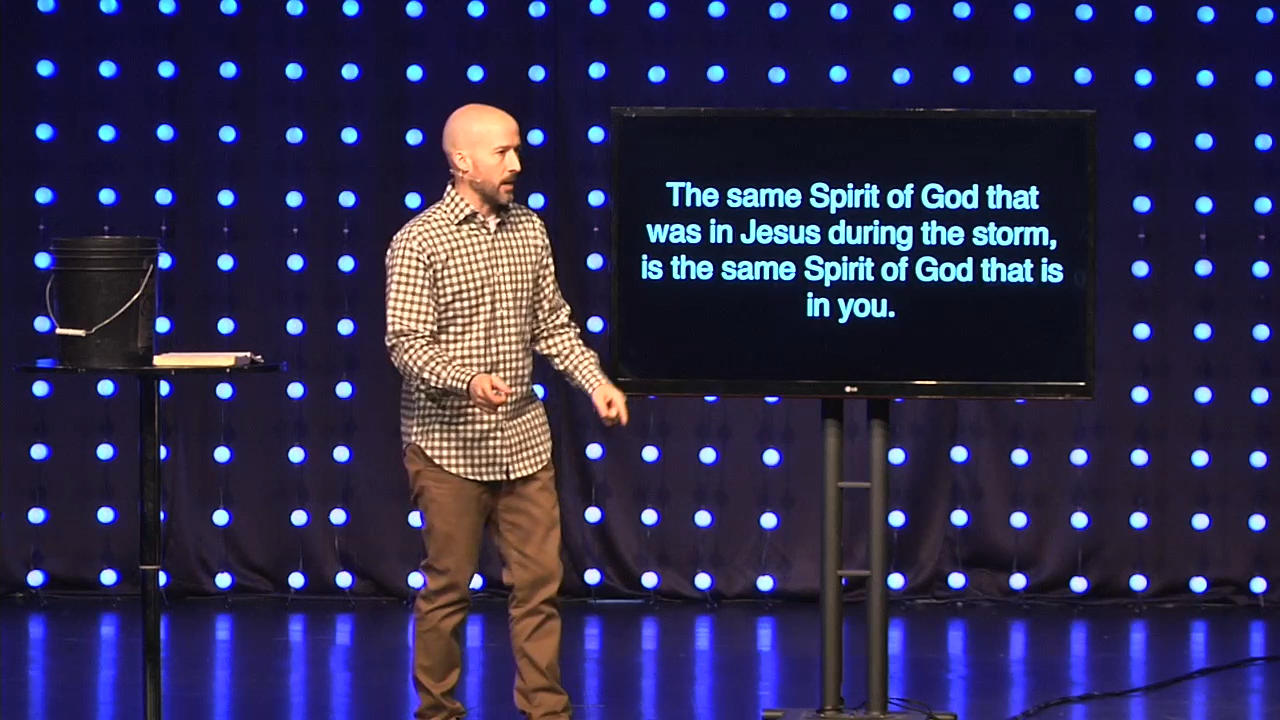 The same Spirit of God that
was in Jesus during the storm,
is the same Spirit of God that is
in you.